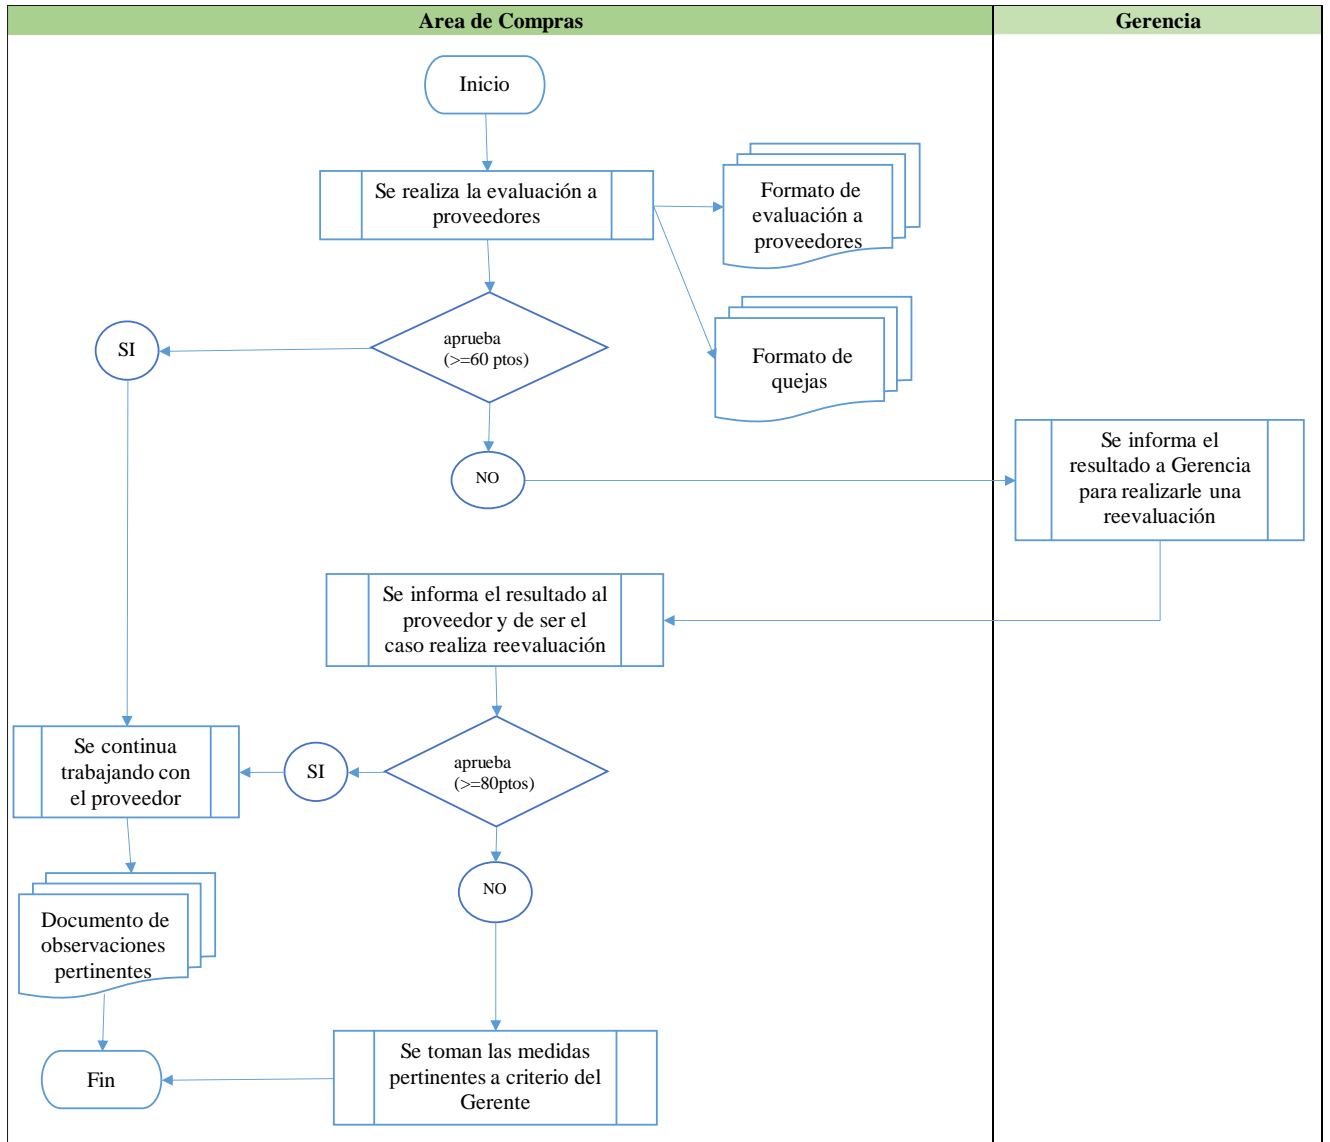 Area de Compras
Gerencia
Inicio
Se realiza la evaluación a
proveedores
Formato de
evaluación a
proveedores
aprueba
(>=60 ptos)
SI
Formato de
quejas
NO
Se informa el
resultado a Gerencia
para realizarle una
reevaluación
Se informa el resultado al
proveedor y de ser el
caso realiza reevaluación
Se continua
trabajando con
el proveedor
SI
aprueba
(>=80ptos)
NO
Documento de
observaciones
pertinentes
Se toman las medidas
pertinentes a criterio del
Gerente
Fin